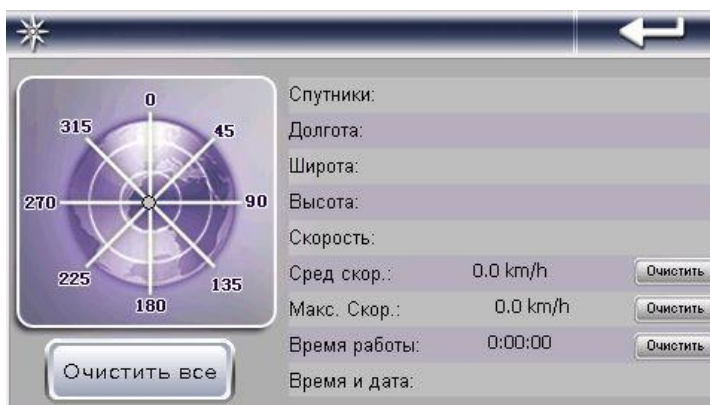 0
315
45
270
90
225
135
180
Очистить все
Спутники:
Долгота:
Широта:
Высота:
Скорость:
Сред скор.: 0.0 km/h Очистить
Макс. Скор.: 0.0 km/h Очистить
Время работы: 0:00:00 Очистить
Время и дата: